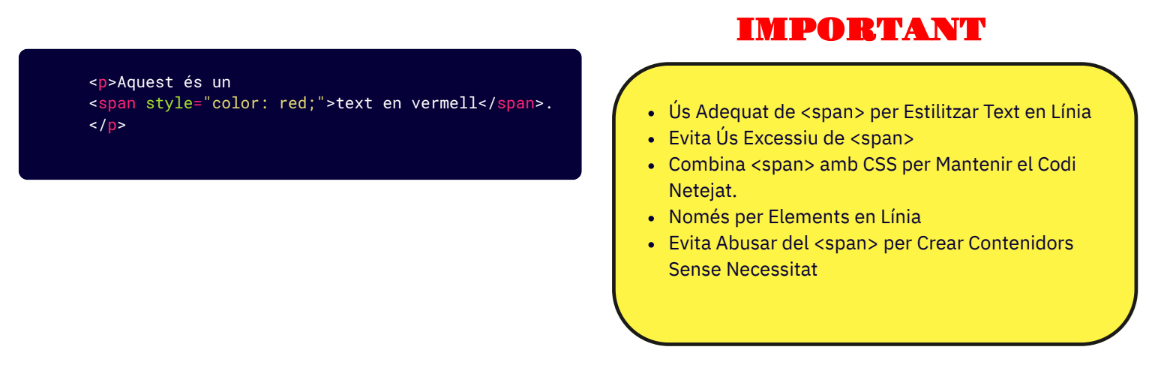 <p>Aquest és un
<span style="color: red;">text en vermell</span>.
</p>
IMPORTANT
• Ús Adequat de <span> per Estilitzar Text en Línia
• Evita Ús Excessiu de <span>
• Combina <span> amb CSS per Mantenir el Codi
Netejat.
• Només per Elements en Línia
• Evita Abusar del <span> per Crear Contenidors
Sense Necessitat